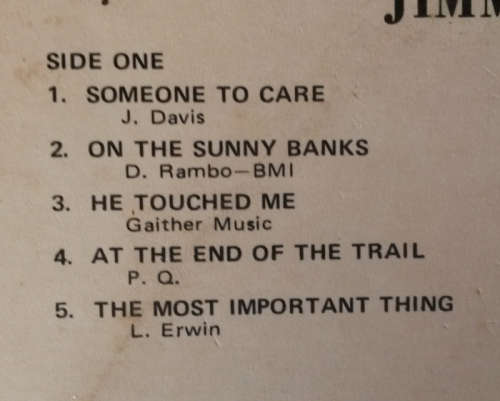 JIMM
SIDE ONE
1. SOMEONE TO CARE
J. Davis
2. ON THE SUNNY BANKS
D. Rambo—BMI
3. HE TOUCHED ME
Gaither Music
4. AT THE END OF THE TRAIL
P. Q.
5. THE MOST IMPORTANT THING
L. Erwin